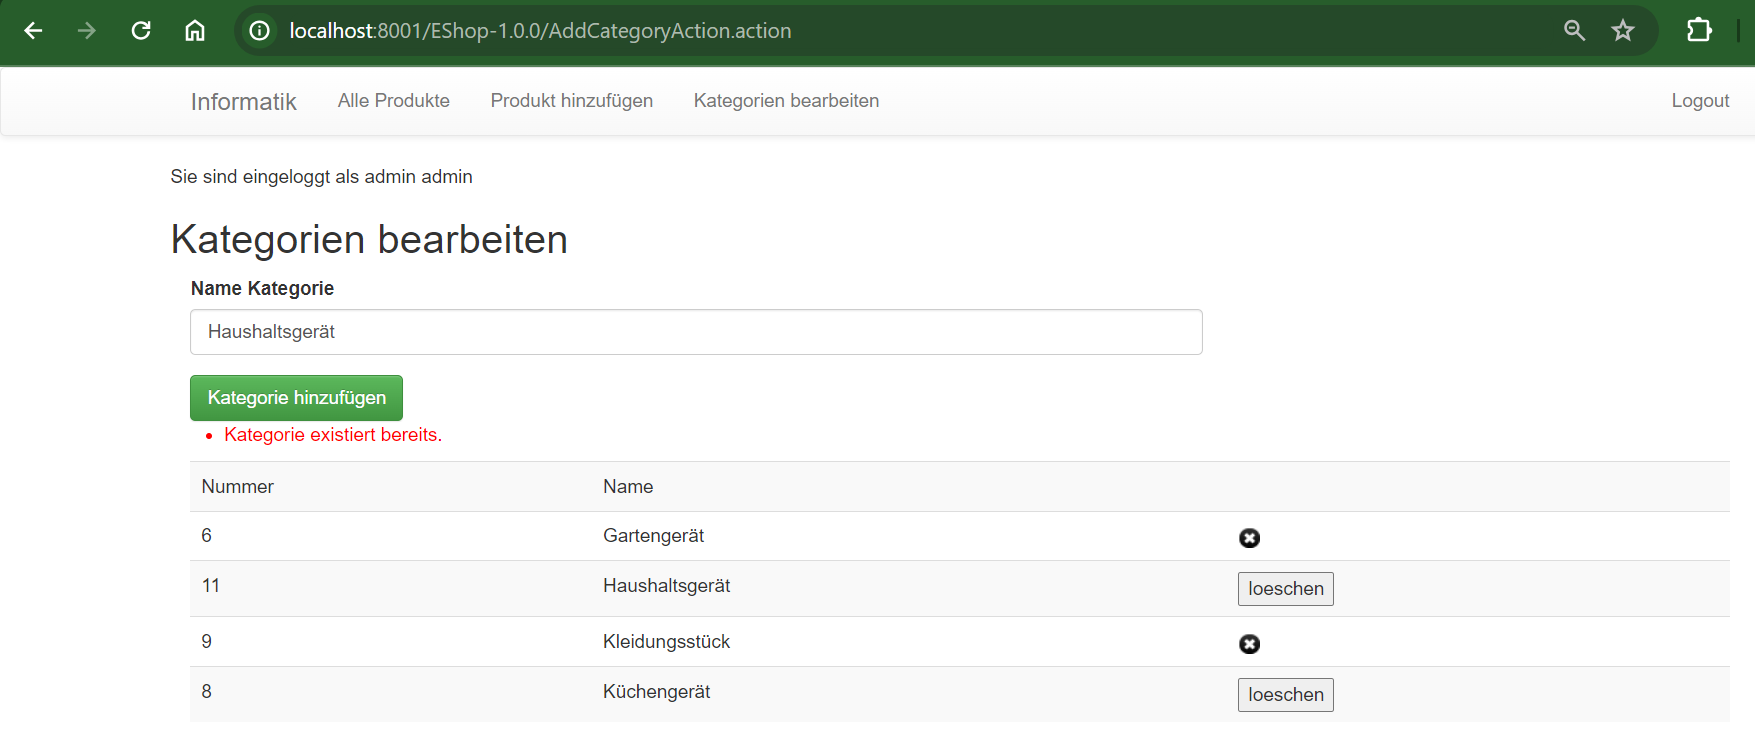 localhost:8001/EShop-1.0.0/AddCategoryAction.action
Informatik Alle Produkte Produkt hinzufügen Kategorien bearbeiten Logout
Sie sind eingeloggt als admin admin
Kategorien bearbeiten
Name Kategorie
Haushaltsgerät
Kategorie hinzufügen
• Kategorie existiert bereits.
Nummer Name
6 Gartengerät
11 Haushaltsgerät loeschen
9 Kleidungsstück
8 Küchengerät loeschen